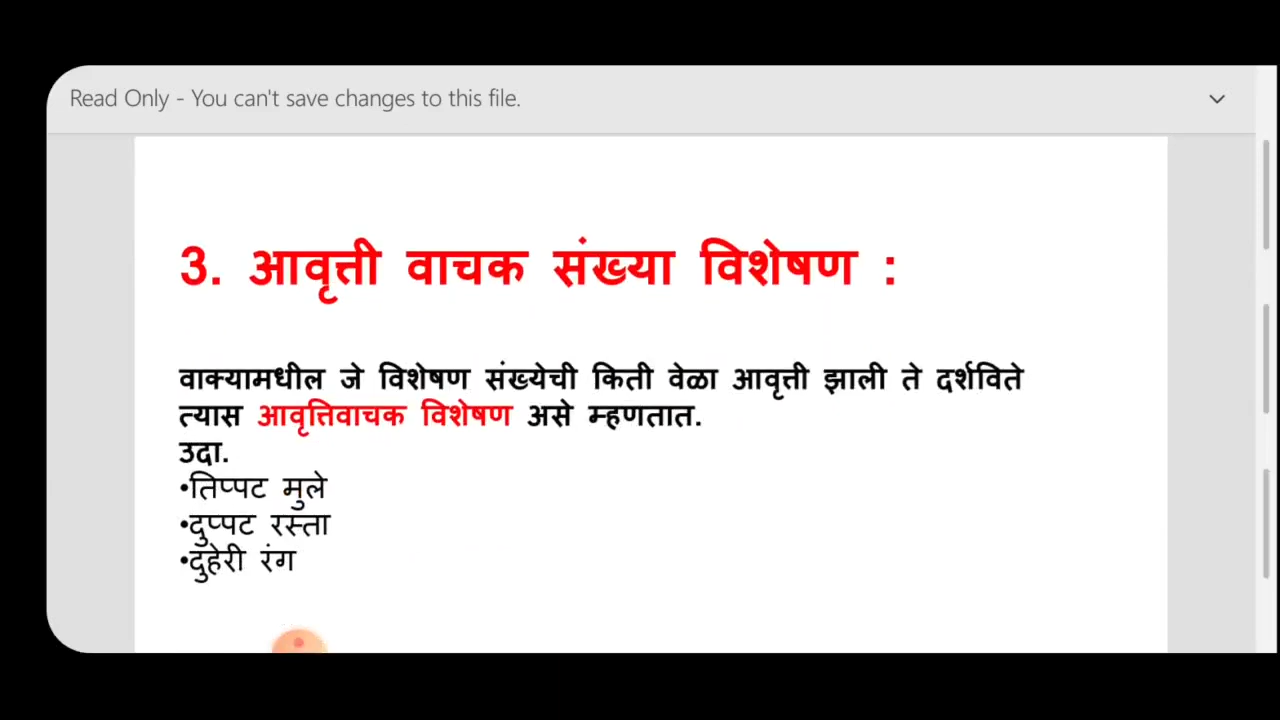 Read Only - You can't save changes to this file.
3. आवृत्ती वाचक संख्या विशेषण :
वाक्यामधील जे विशेषण संख्येची किती वेळा आवृत्ती झाली ते दर्शविते
त्यास आवृत्तिवाचक विशेषण असे म्हणतात.
उदा.
•तिप्पट मुले
•दुप्पट रस्ता
•दुहेरी रंग